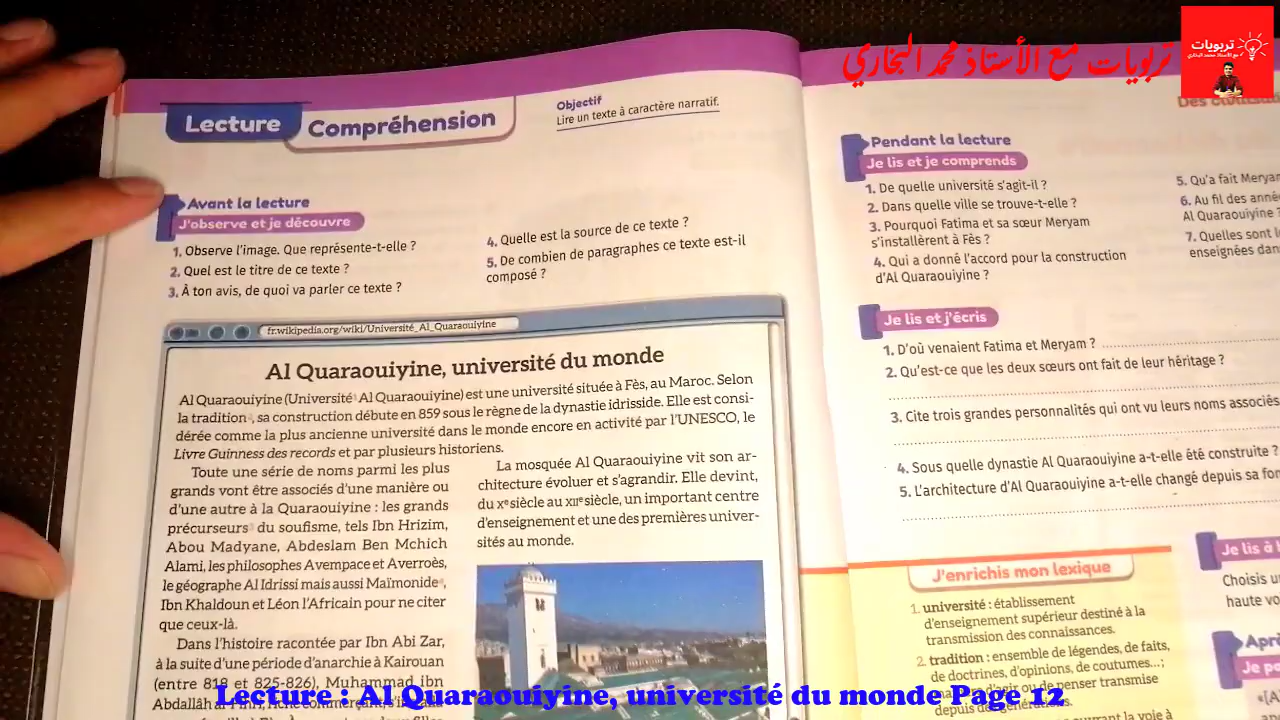 تربويات مع الأستاذ محمد البخاري
تربويات
Lecture Compréhension
Objectif
Lire un texte à caractère narratif.
Avant la lecture
J'observe et je découvre
1. Observe l'image. Que représente-t-elle ?
2. Quel est le titre de ce texte ?
3. À ton avis, de quoi va parler ce texte ?
4. Quelle est la source de ce texte ?
5. De combien de paragraphes ce texte est-il
composé ?
fr.wikipedia.org/wiki/Université_Al_Quaraouiyine
Al Quaraouiyine, université du monde
Al Quaraouiyine (Université¹ Al Quaraouiyine) est une université située à Fès, au Maroc. Selon
la tradition², sa construction débute en 859 sous le règne de la dynastie idrisside. Elle est consi-
dérée comme la plus ancienne université dans le monde encore en activité par l'UNESCO, le
Livre Guinness des records et par plusieurs historiens.
Toute une série de noms parmi les plus
grands vont être associés d'une manière ou
d'une autre à la Quaraouiyine : les grands
précurseurs³ du soufisme, tels Ibn Hrizim,
Abou Madyane, Abdeslam Ben Mchich
Alami, les philosophes Avempace et Averroès,
le géographe Al Idrissi mais aussi Maïmonide⁴,
Ibn Khaldoun et Léon l'Africain pour ne citer
que ceux-là.
Dans l'histoire racontée par Ibn Abi Zar,
à la suite d'une période d'anarchie à Kairouan
(entre 818 et 825-826), Muhammad ibn
Abdallâh
La mosquée Al Quaraouiyine vit son ar-
chitecture évoluer et s'agrandir. Elle devint,
du Xe siècle au XIIe siècle, un important centre
d'enseignement et une des premières univer-
sités au monde.
Pendant la lecture
Je lis et je comprends
1. De quelle université s'agit-il ?
2. Dans quelle ville se trouve-t-elle ?
3. Pourquoi Fatima et sa sœur Meryam
s'installèrent à Fès ?
4. Qui a donné l'accord pour la construction
d'Al Quaraouiyine ?
5. Qu'a fait Meryam
6. Au fil des anné
Al Quaraouiyine
7. Quelles sont l
enseignées dan
Je lis et j'écris
1. D'où venaient Fatima et Meryam ?
2. Qu'est-ce que les deux sœurs ont fait de leur héritage ?
3. Cite trois grandes personnalités qui ont vu leurs noms associés
4. Sous quelle dynastie Al Quaraouiyine a-t-elle été construite ?
5. L'architecture d'Al Quaraouiyine a-t-elle changé depuis sa fon
J'enrichis mon lexique
1. université : établissement
d'enseignement supérieur destiné à la
transmission des connaissances.
2. tradition : ensemble de légendes, de faits,
de doctrines, d'opinions, de coutumes...;
d'agir ou de penser transmise
depuis des générations.
Je lis à
Choisis u
haute vo
Apr
Je
Lecture : Al Quaraouiyine, université du monde Page 12